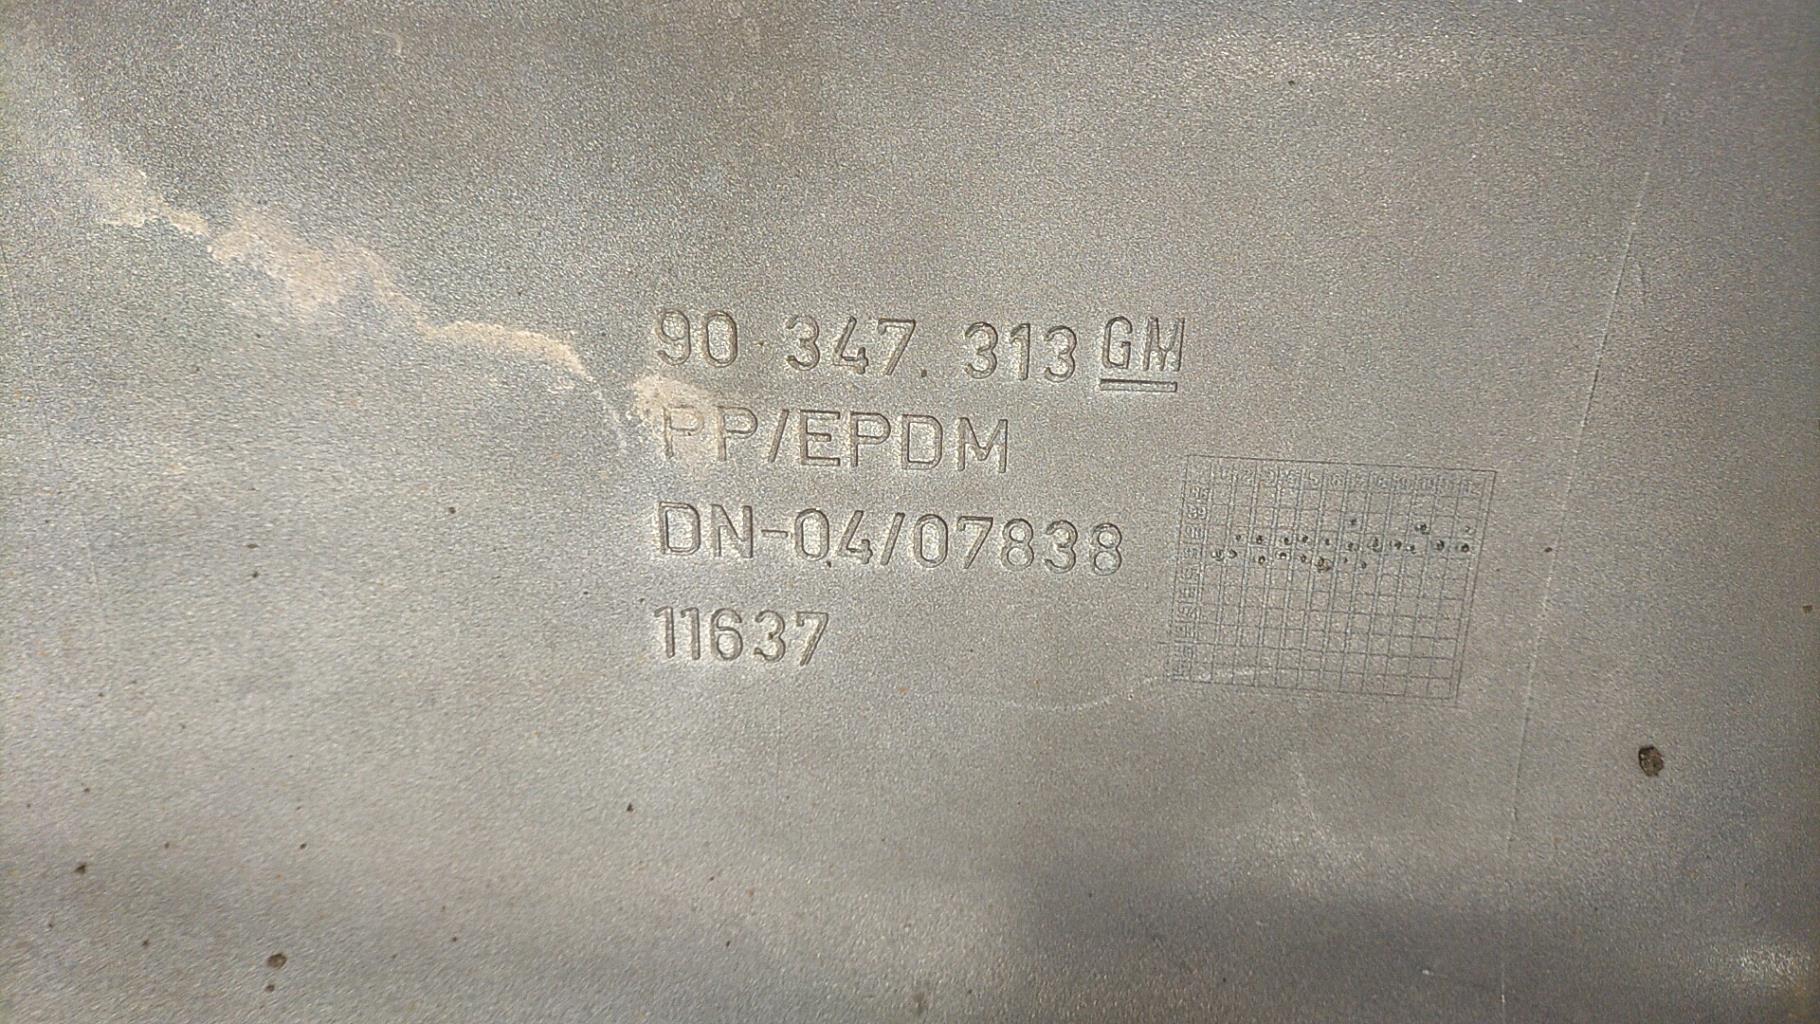 90 347. 313 GM
PP/EPDM
DN-04/07838
11637